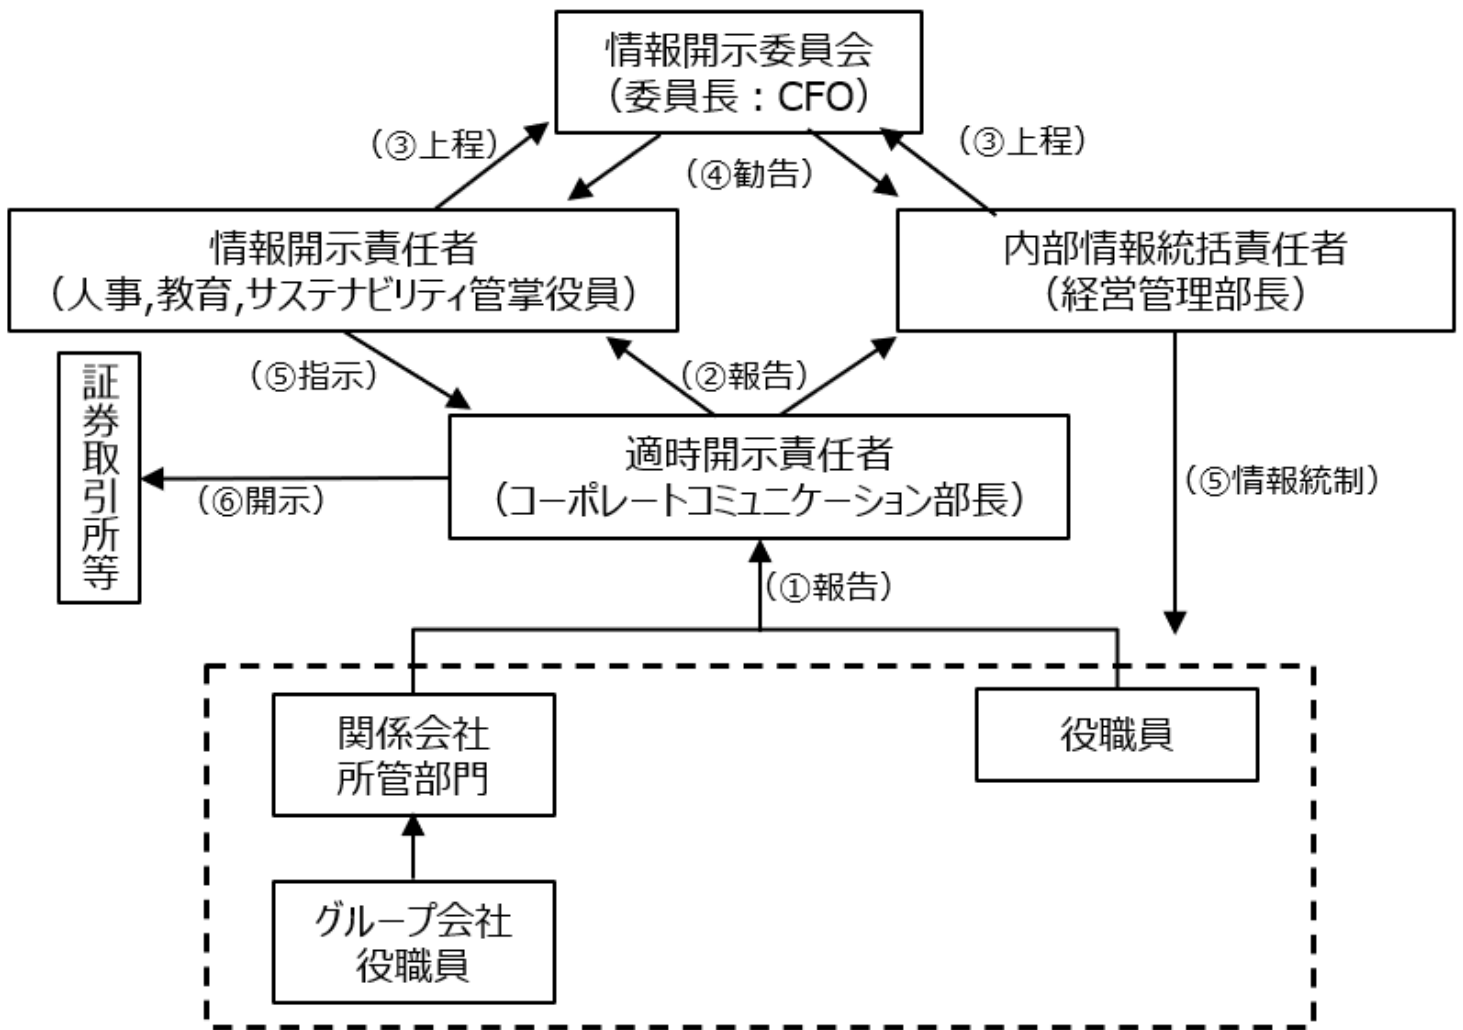 情報開示委員会
（委員長：CFO）
（③上程）
（③上程）
（④勧告）
情報開示責任者
（人事,教育,サステナビリティ管掌役員）
内部情報統括責任者
（経営管理部長）
（⑤指示）
（②報告）
証券取引所等
適時開示責任者
（コーポレートコミュニケーション部長）
（⑥開示）
（⑤情報統制）
（①報告）
関係会社
所管部門
役職員
グループ会社
役職員